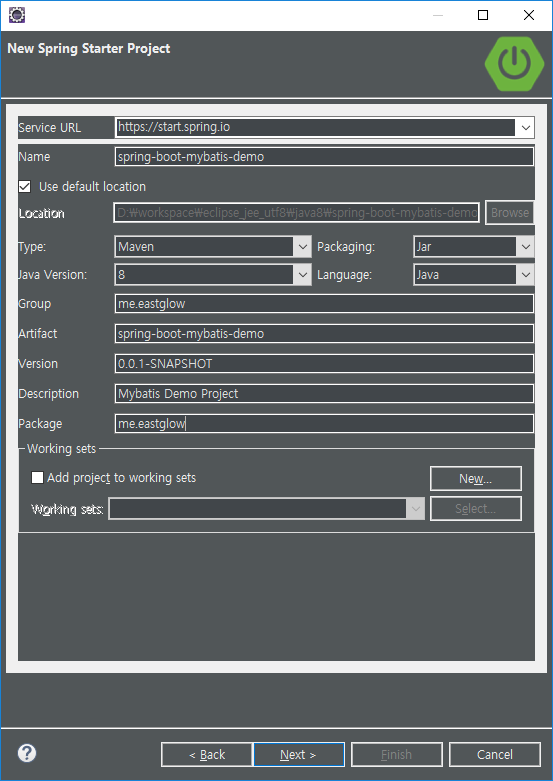 New Spring Starter Project
Service URL https://start.spring.io
Name spring-boot-mybatis-demo
Use default location
Location D:₩workspace₩eclipse_jee_utf8₩java8₩spring-boot-mybatis-demo Browse
Type: Maven Packaging: Jar
Java Version: 8 Language: Java
Group me.eastglow
Artifact spring-boot-mybatis-demo
Version 0.0.1-SNAPSHOT
Description Mybatis Demo Project
Package me.eastglow
Working sets
Add project to working sets New...
Working sets: Select...
< Back Next > Finish Cancel